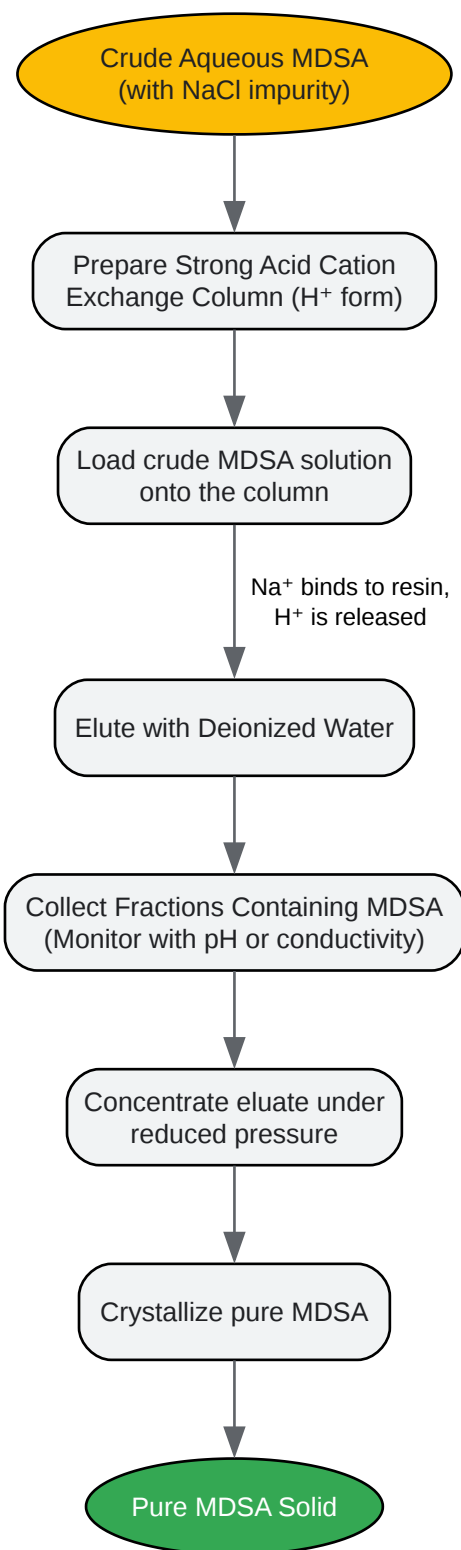 Crude Aqueous MDSA
(with NaCl impurity)
Prepare Strong Acid Cation
Exchange Column (H⁺ form)
Load crude MDSA solution
onto the column
Na⁺ binds to resin,
H⁺ is released
Elute with Deionized Water
Collect Fractions Containing MDSA
(Monitor with pH or conductivity)
Concentrate eluate under
reduced pressure
Crystallize pure MDSA
Pure MDSA Solid